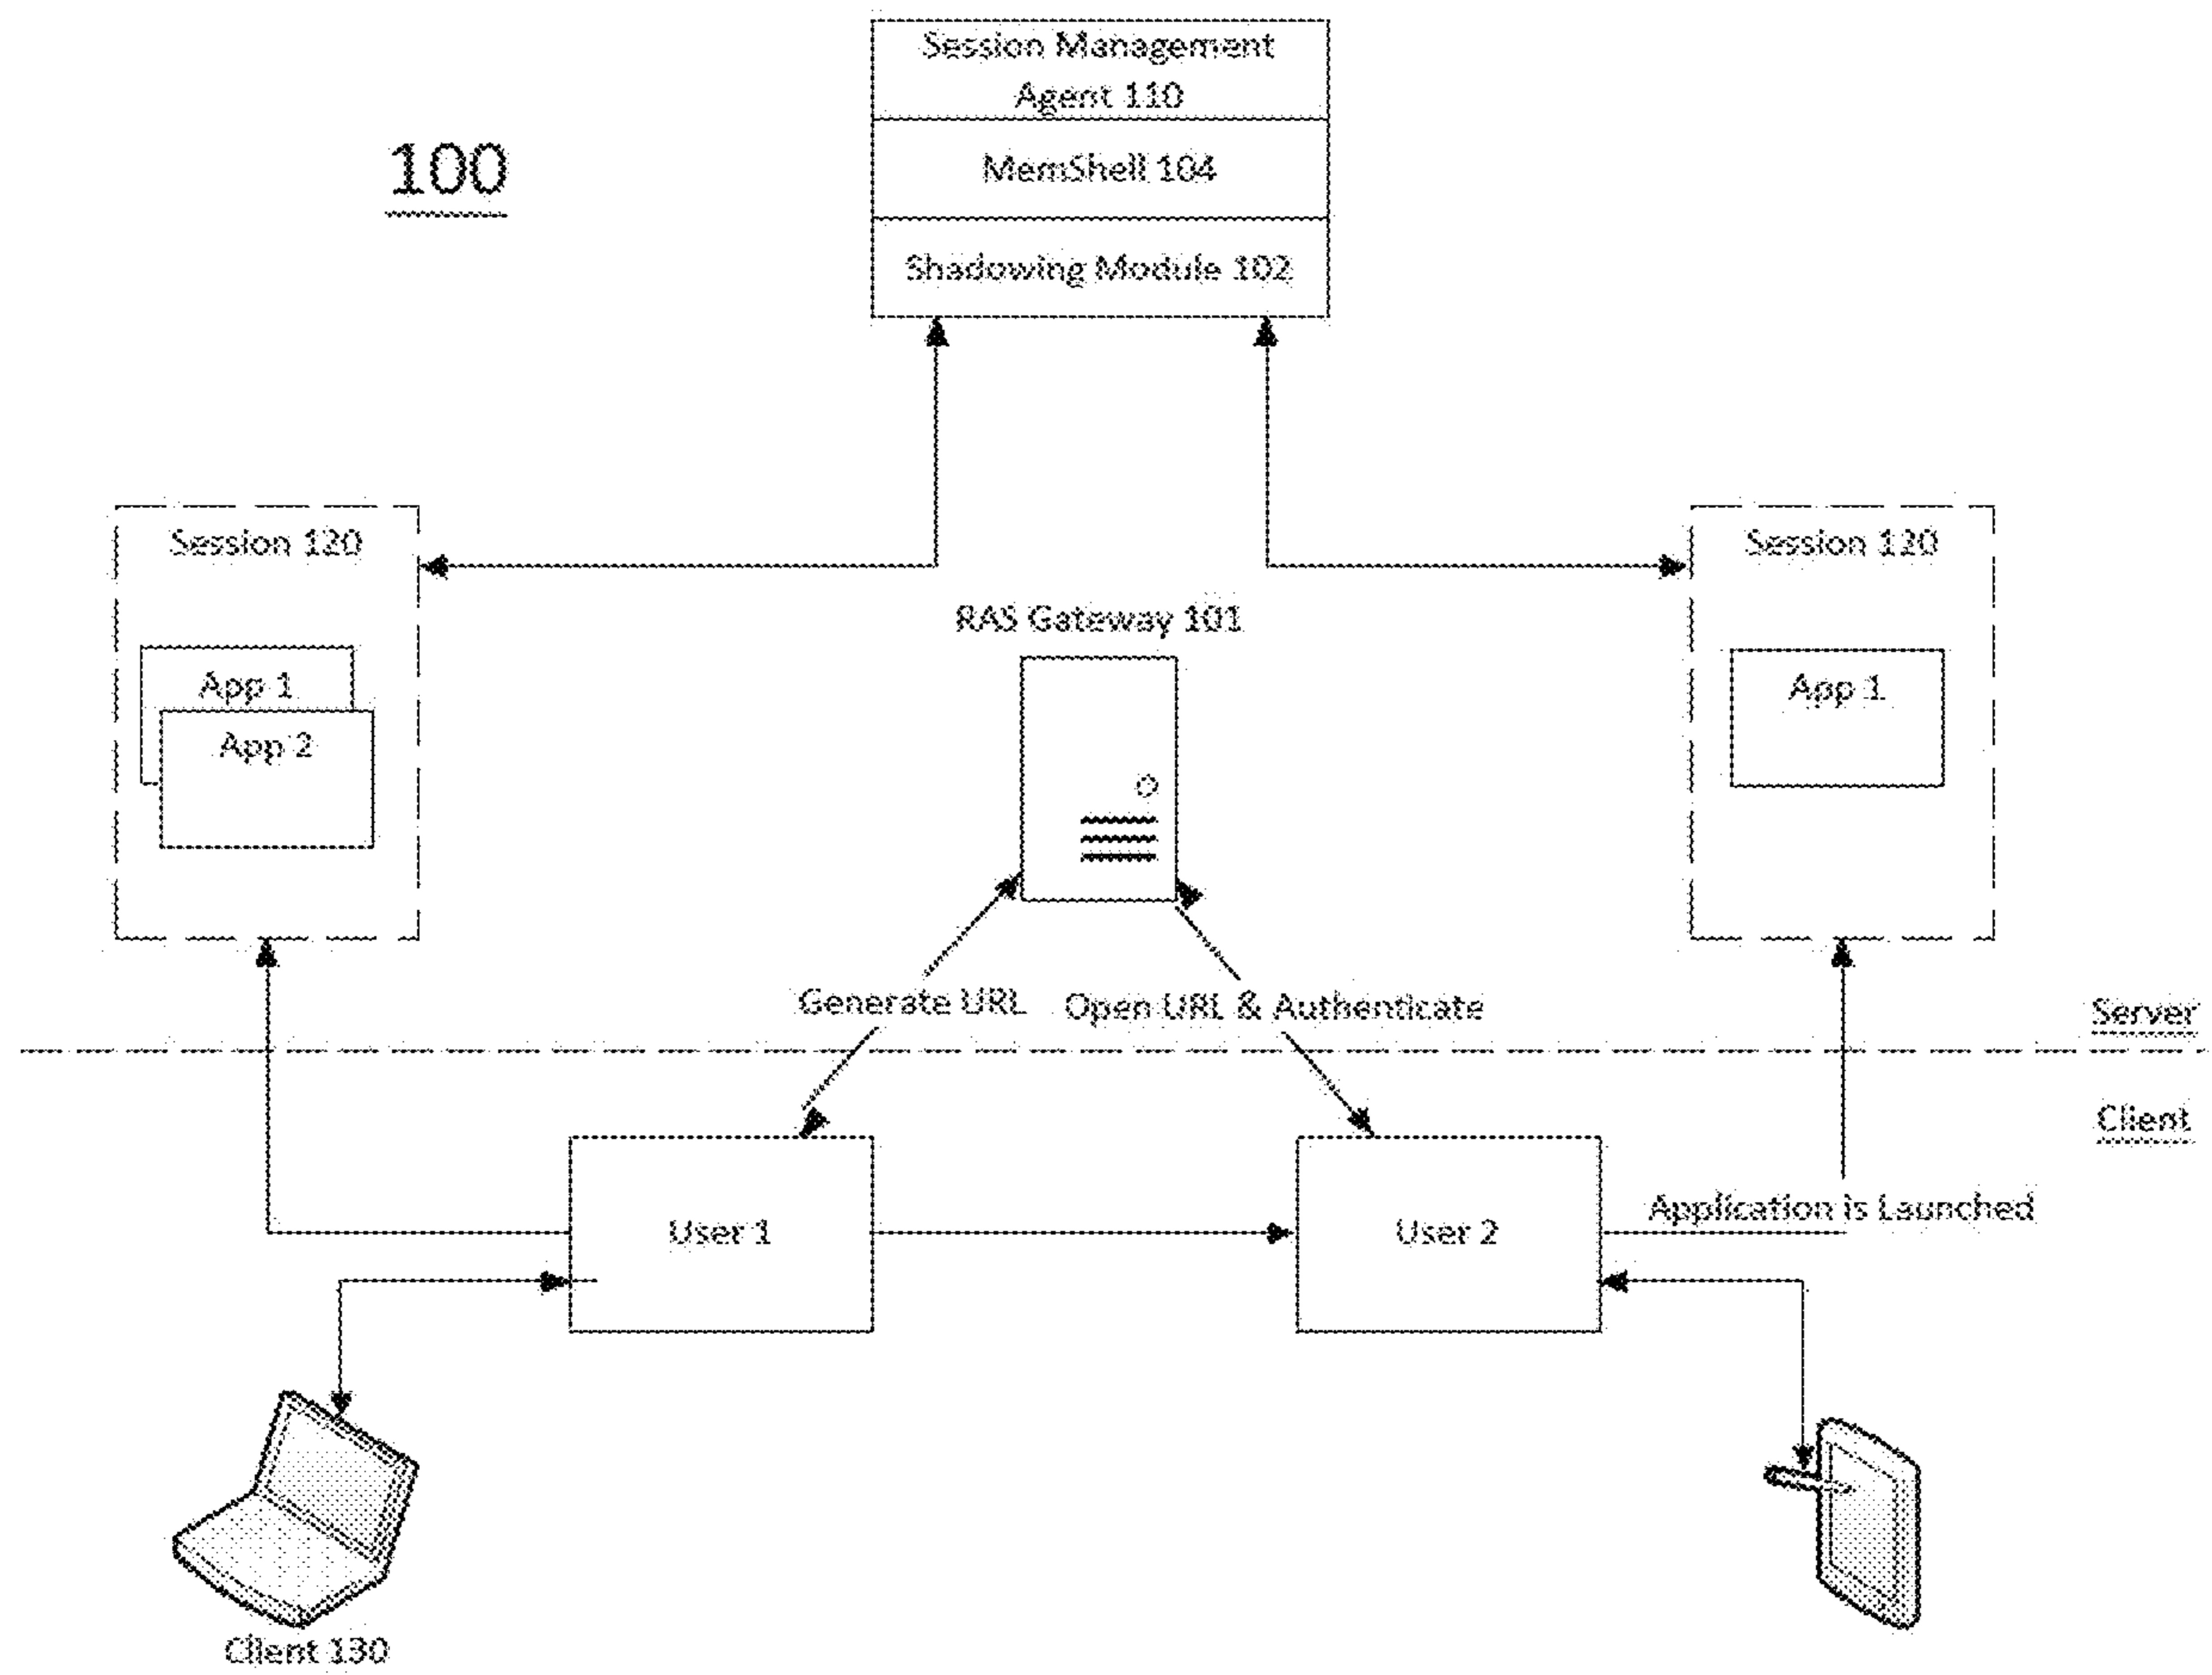 Session Management
Agent 110
100
MemShell 104
Shadowing Module 102
Session 120
Session 120
RAS Gateway 101
App 1
App 1
App 2
Generate URL
Open URL & Authenticate
Server
Client
Application is Launched
User 1
User 2
Client 130